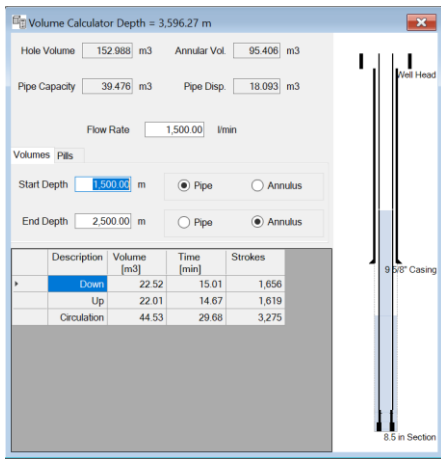 Volume Calculator Depth = 3,596.27 m
Hole Volume 152.988 m3 Annular Vol. 95.406 m3
Well Head
Pipe Capacity 39.476 m3 Pipe Disp. 18.093 m3
Flow Rate 1,500.00 l/min
Volumes Pills
Start Depth 1,500.00 m Pipe Annulus
End Depth 2,500.00 m Pipe Annulus
Description Volume [m3] Time [min] Strokes
9 5/8" Casing
Down 22.52 15.01 1,656
Up 22.01 14.67 1,619
Circulation 44.53 29.68 3,275
8.5 in Section